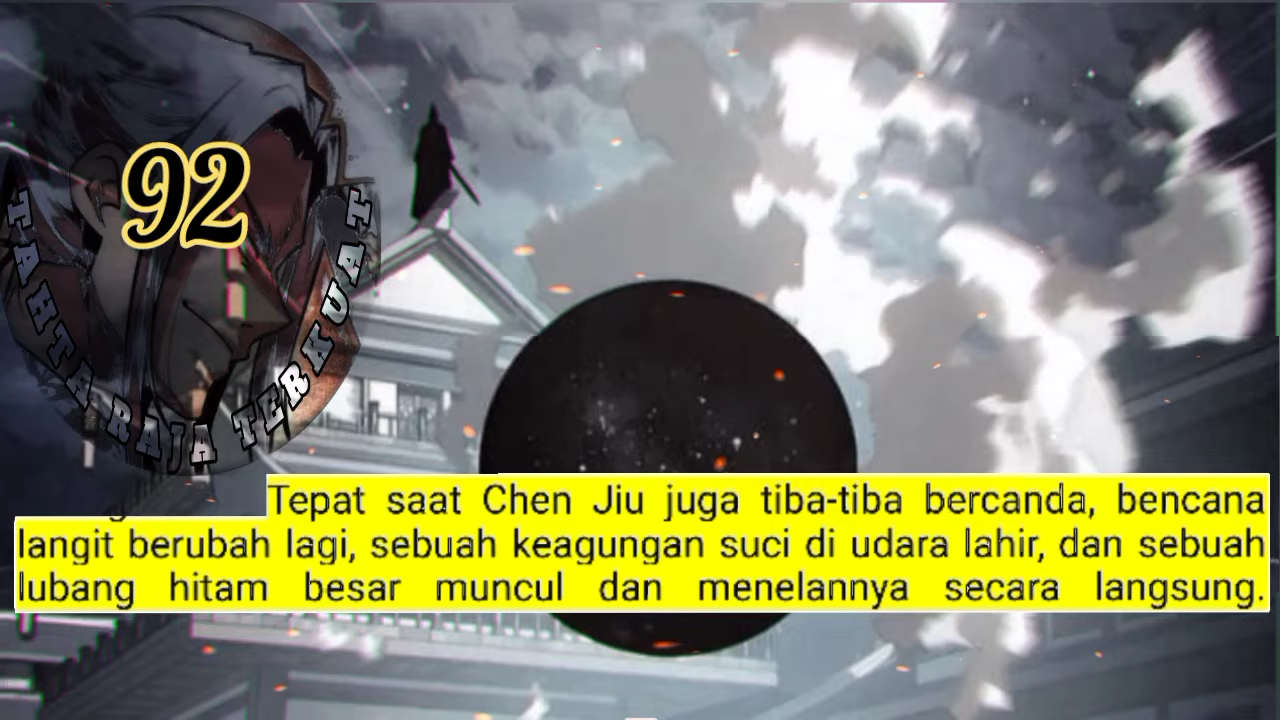 92
TAHTA RAJA TERKUAT
Tepat saat Chen Jiu juga tiba-tiba bercanda, bencana
langit berubah lagi, sebuah keagungan suci di udara lahir, dan sebuah
lubang hitam besar muncul dan menelannya secara langsung.